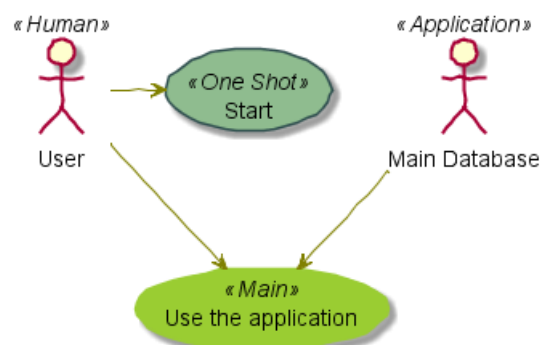 «Human»
User
«One Shot»
Start
«Application»
Main Database
«Main»
Use the application